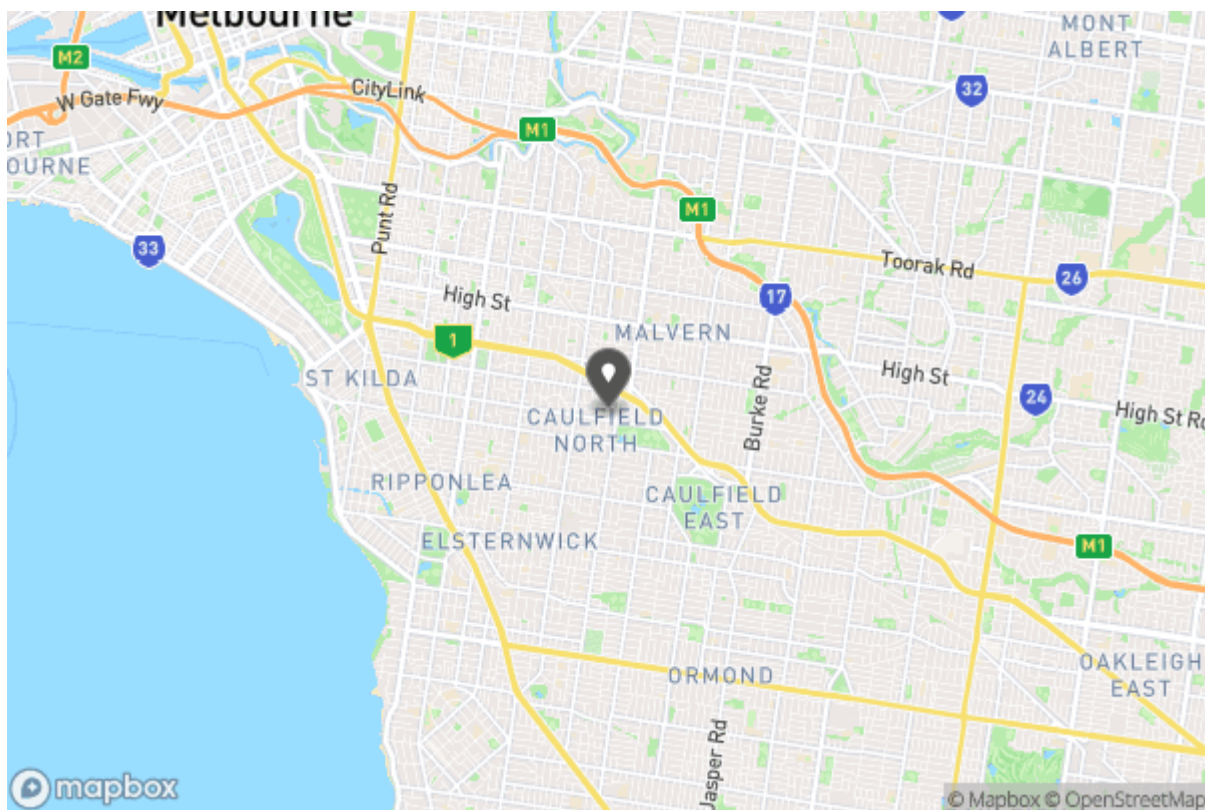 Melbourne
MONT
ALBERT
M2
CityLink
32
W Gate Fwy
M1
ORT
BOURNE
Punt Rd
M1
33
Toorak Rd
26
17
High St
MALVERN
1
ST KILDA
High St
24
Burke Rd
High St Rd
CAULFIELD
NORTH
RIPPONLEA
CAULFIELD
EAST
ELSTERNWICK
M1
ORMOND
OAKLEIGH
EAST
Jasper Rd
mapbox
© Mapbox © OpenStreetMap